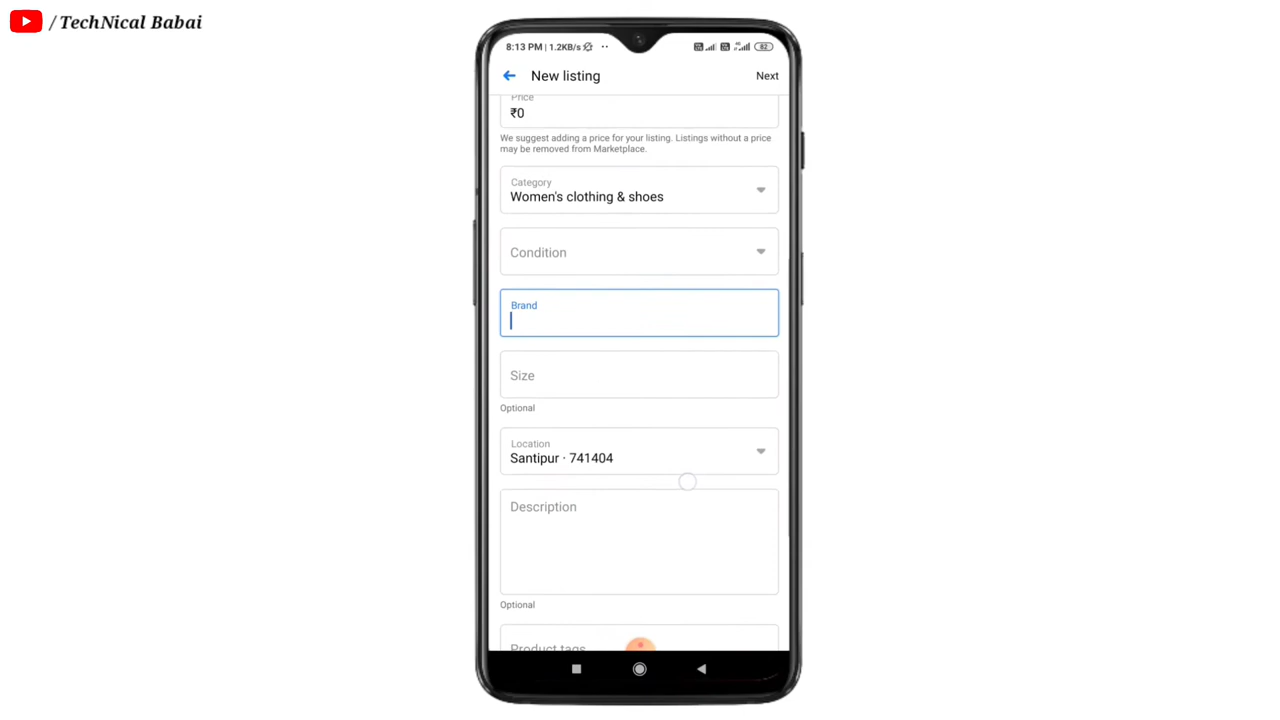 / TechNical Babai
8:13 PM | 1.2KB/s
82
New listing
Next
Price
₹0
We suggest adding a price for your listing. Listings without a price
may be removed from Marketplace.
Category
Women's clothing & shoes
Condition
Brand
Size
Optional
Location
Santipur · 741404
Description
Optional
Product tags